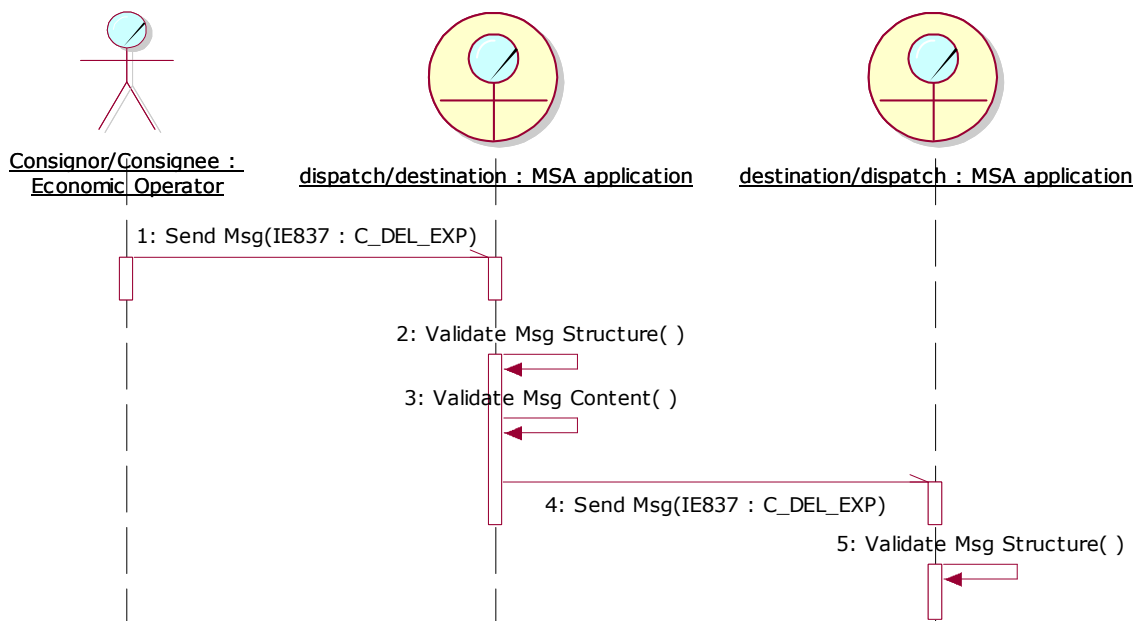 Consignor/Consignee :
Economic Operator
dispatch/destination : MSA application
destination/dispatch : MSA application
1: Send Msg(IE837 : C_DEL_EXP)
2: Validate Msg Structure( )
3: Validate Msg Content( )
4: Send Msg(IE837 : C_DEL_EXP)
5: Validate Msg Structure( )